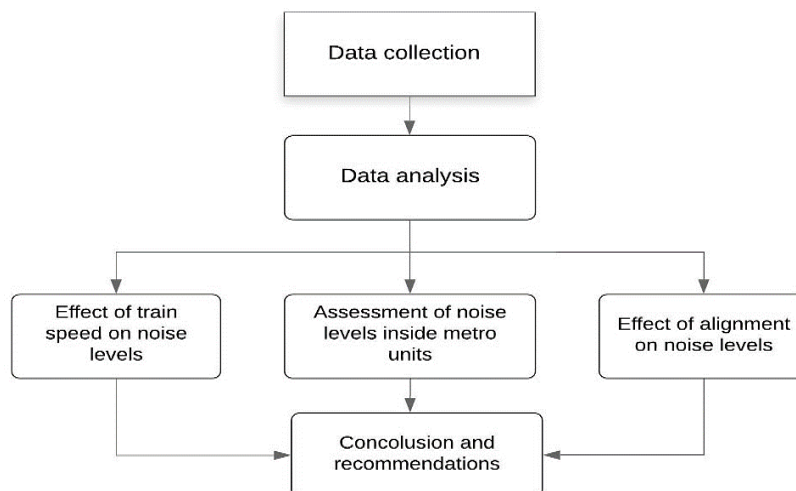 Data collection
Data analysis
Effect of train
speed on noise
levels
Assessment of noise
levels inside metro
units
Effect of alignment
on noise levels
Concolusion and
recommendations